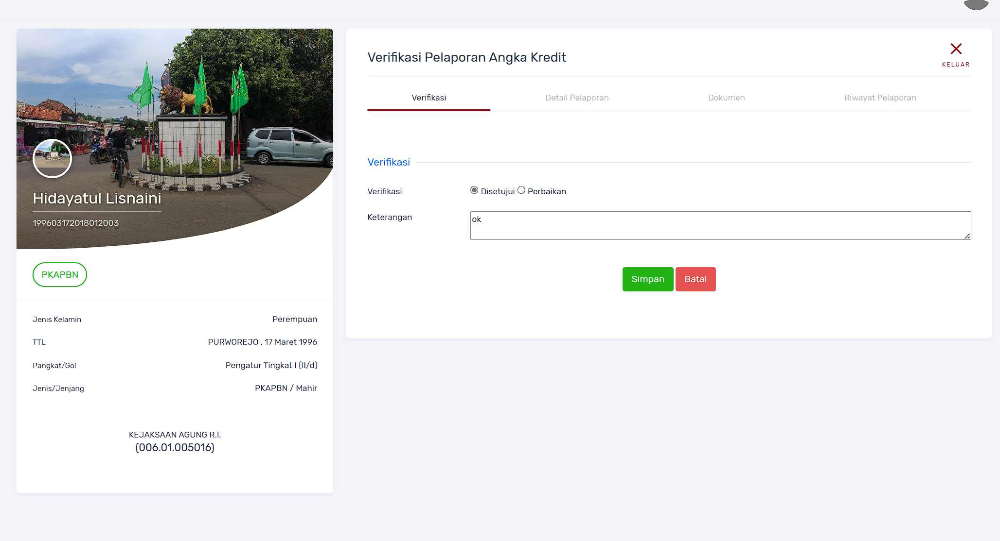 Hidayatul Lisnaini
199603172018012003
PKAPBN
Jenis Kelamin Perempuan
TTL PURWOREJO , 17 Maret 1996
Pangkat/Gol Pengatur Tingkat I (II/d)
Jenis/Jenjang PKAPBN / Mahir
KEJAKSAAN AGUNG R.I.
(006.01.005016)
Verifikasi Pelaporan Angka Kredit
KELUAR
Verifikasi Detail Pelaporan Dokumen Riwayat Pelaporan
Verifikasi
Verifikasi Disetujui Perbaikan
Keterangan ok
Simpan Batal